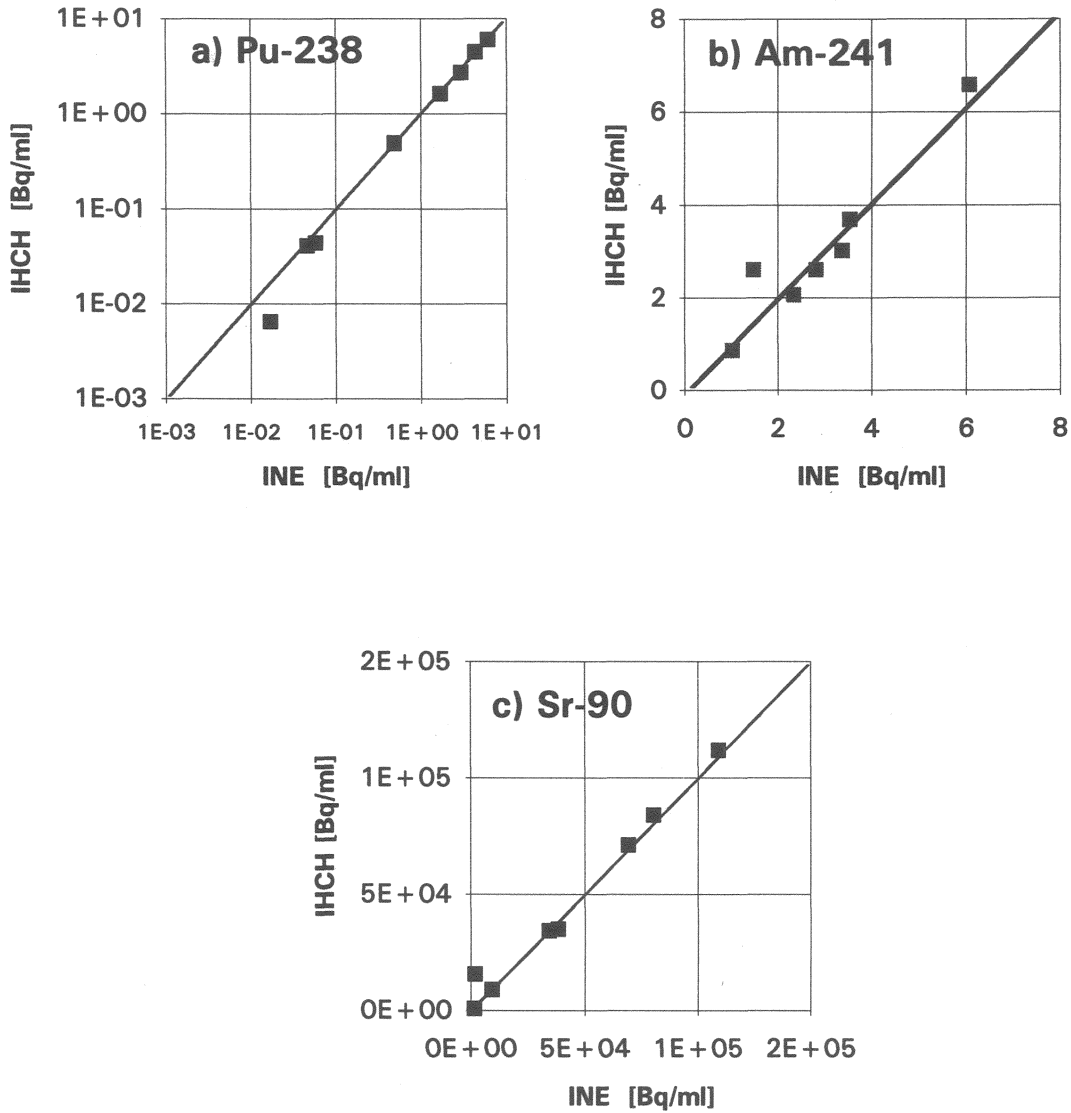 a) Pu-238
1E+01
1E+00
1E-01
1E-02
1E-03
IHCH [Bq/ml]
1E-03 1E-02 1E-01 1E+00 1E+01
INE [Bq/ml]
b) Am-241
8
6
4
2
0
IHCH [Bq/ml]
0 2 4 6 8
INE [Bq/ml]
c) Sr-90
2E+05
1E+05
5E+04
0E+00
IHCH [Bq/ml]
0E+00 5E+04 1E+05 2E+05
INE [Bq/ml]